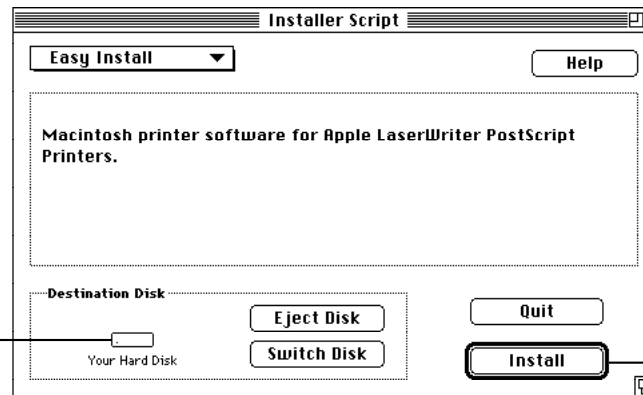 Installer Script
Easy Install
Help
Macintosh printer software for Apple LaserWriter PostScript
Printers.
Destination Disk
Eject Disk
Quit
Your Hard Disk
Switch Disk
Install